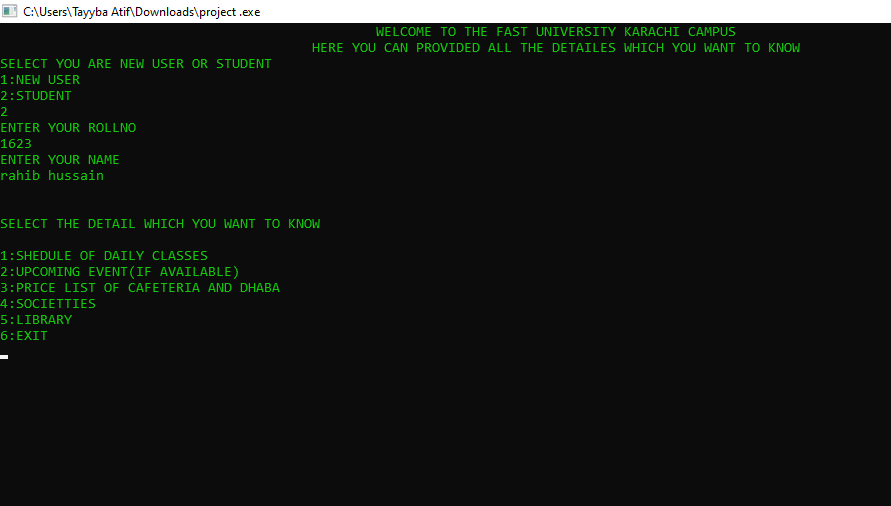 C:\Users\Tayyba Atif\Downloads\project .exe
WELCOME TO THE FAST UNIVERSITY KARACHI CAMPUS
HERE YOU CAN PROVIDED ALL THE DETAILES WHICH YOU WANT TO KNOW
SELECT YOU ARE NEW USER OR STUDENT
1:NEW USER
2:STUDENT
2
ENTER YOUR ROLLNO
1623
ENTER YOUR NAME
rahib hussain
SELECT THE DETAIL WHICH YOU WANT TO KNOW
1:SHEDULE OF DAILY CLASSES
2:UPCOMING EVENT(IF AVAILABLE)
3:PRICE LIST OF CAFETERIA AND DHABA
4:SOCIETTIES
5:LIBRARY
6:EXIT